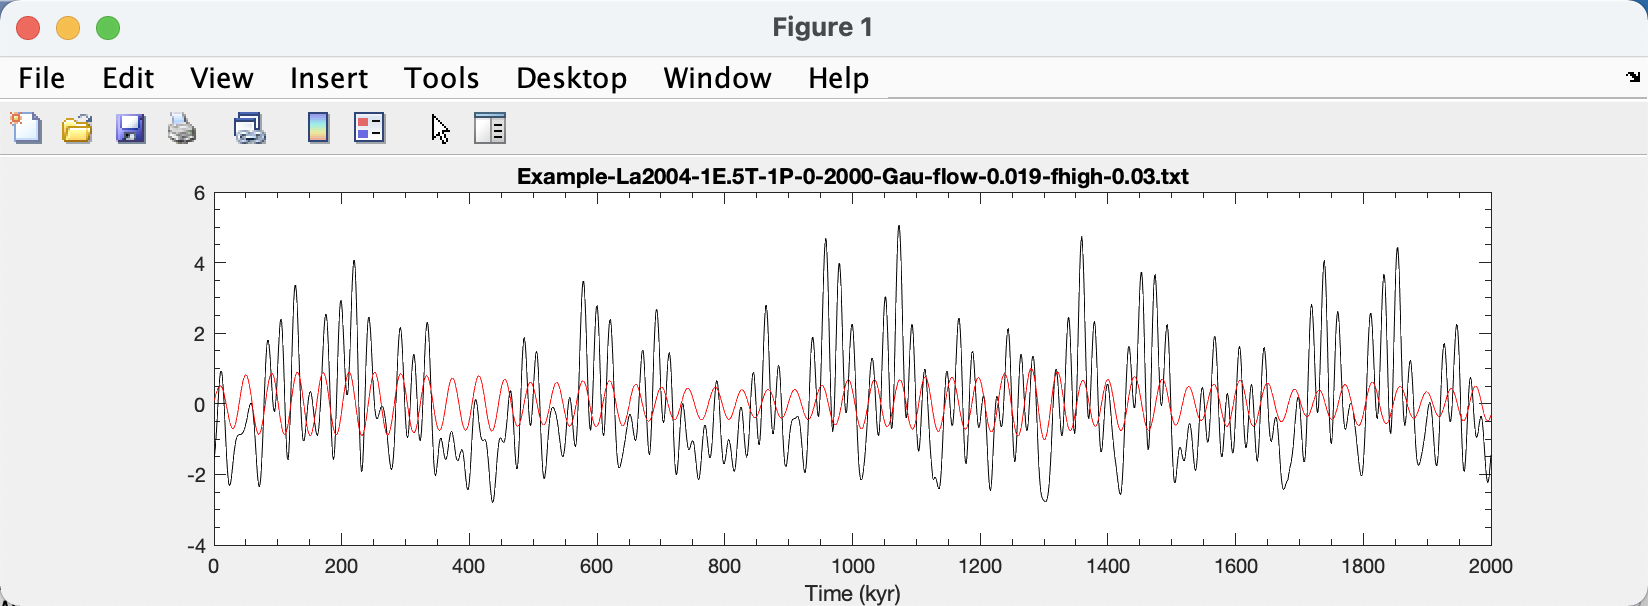 Figure 1
File Edit View Insert Tools Desktop Window Help
Example-La2004-1E.5T-1P-0-2000-Gau-flow-0.019-fhigh-0.03.txt
6
4
2
0
-2
-4
0 200 400 600 800 1000 1200 1400 1600 1800 2000
Time (kyr)